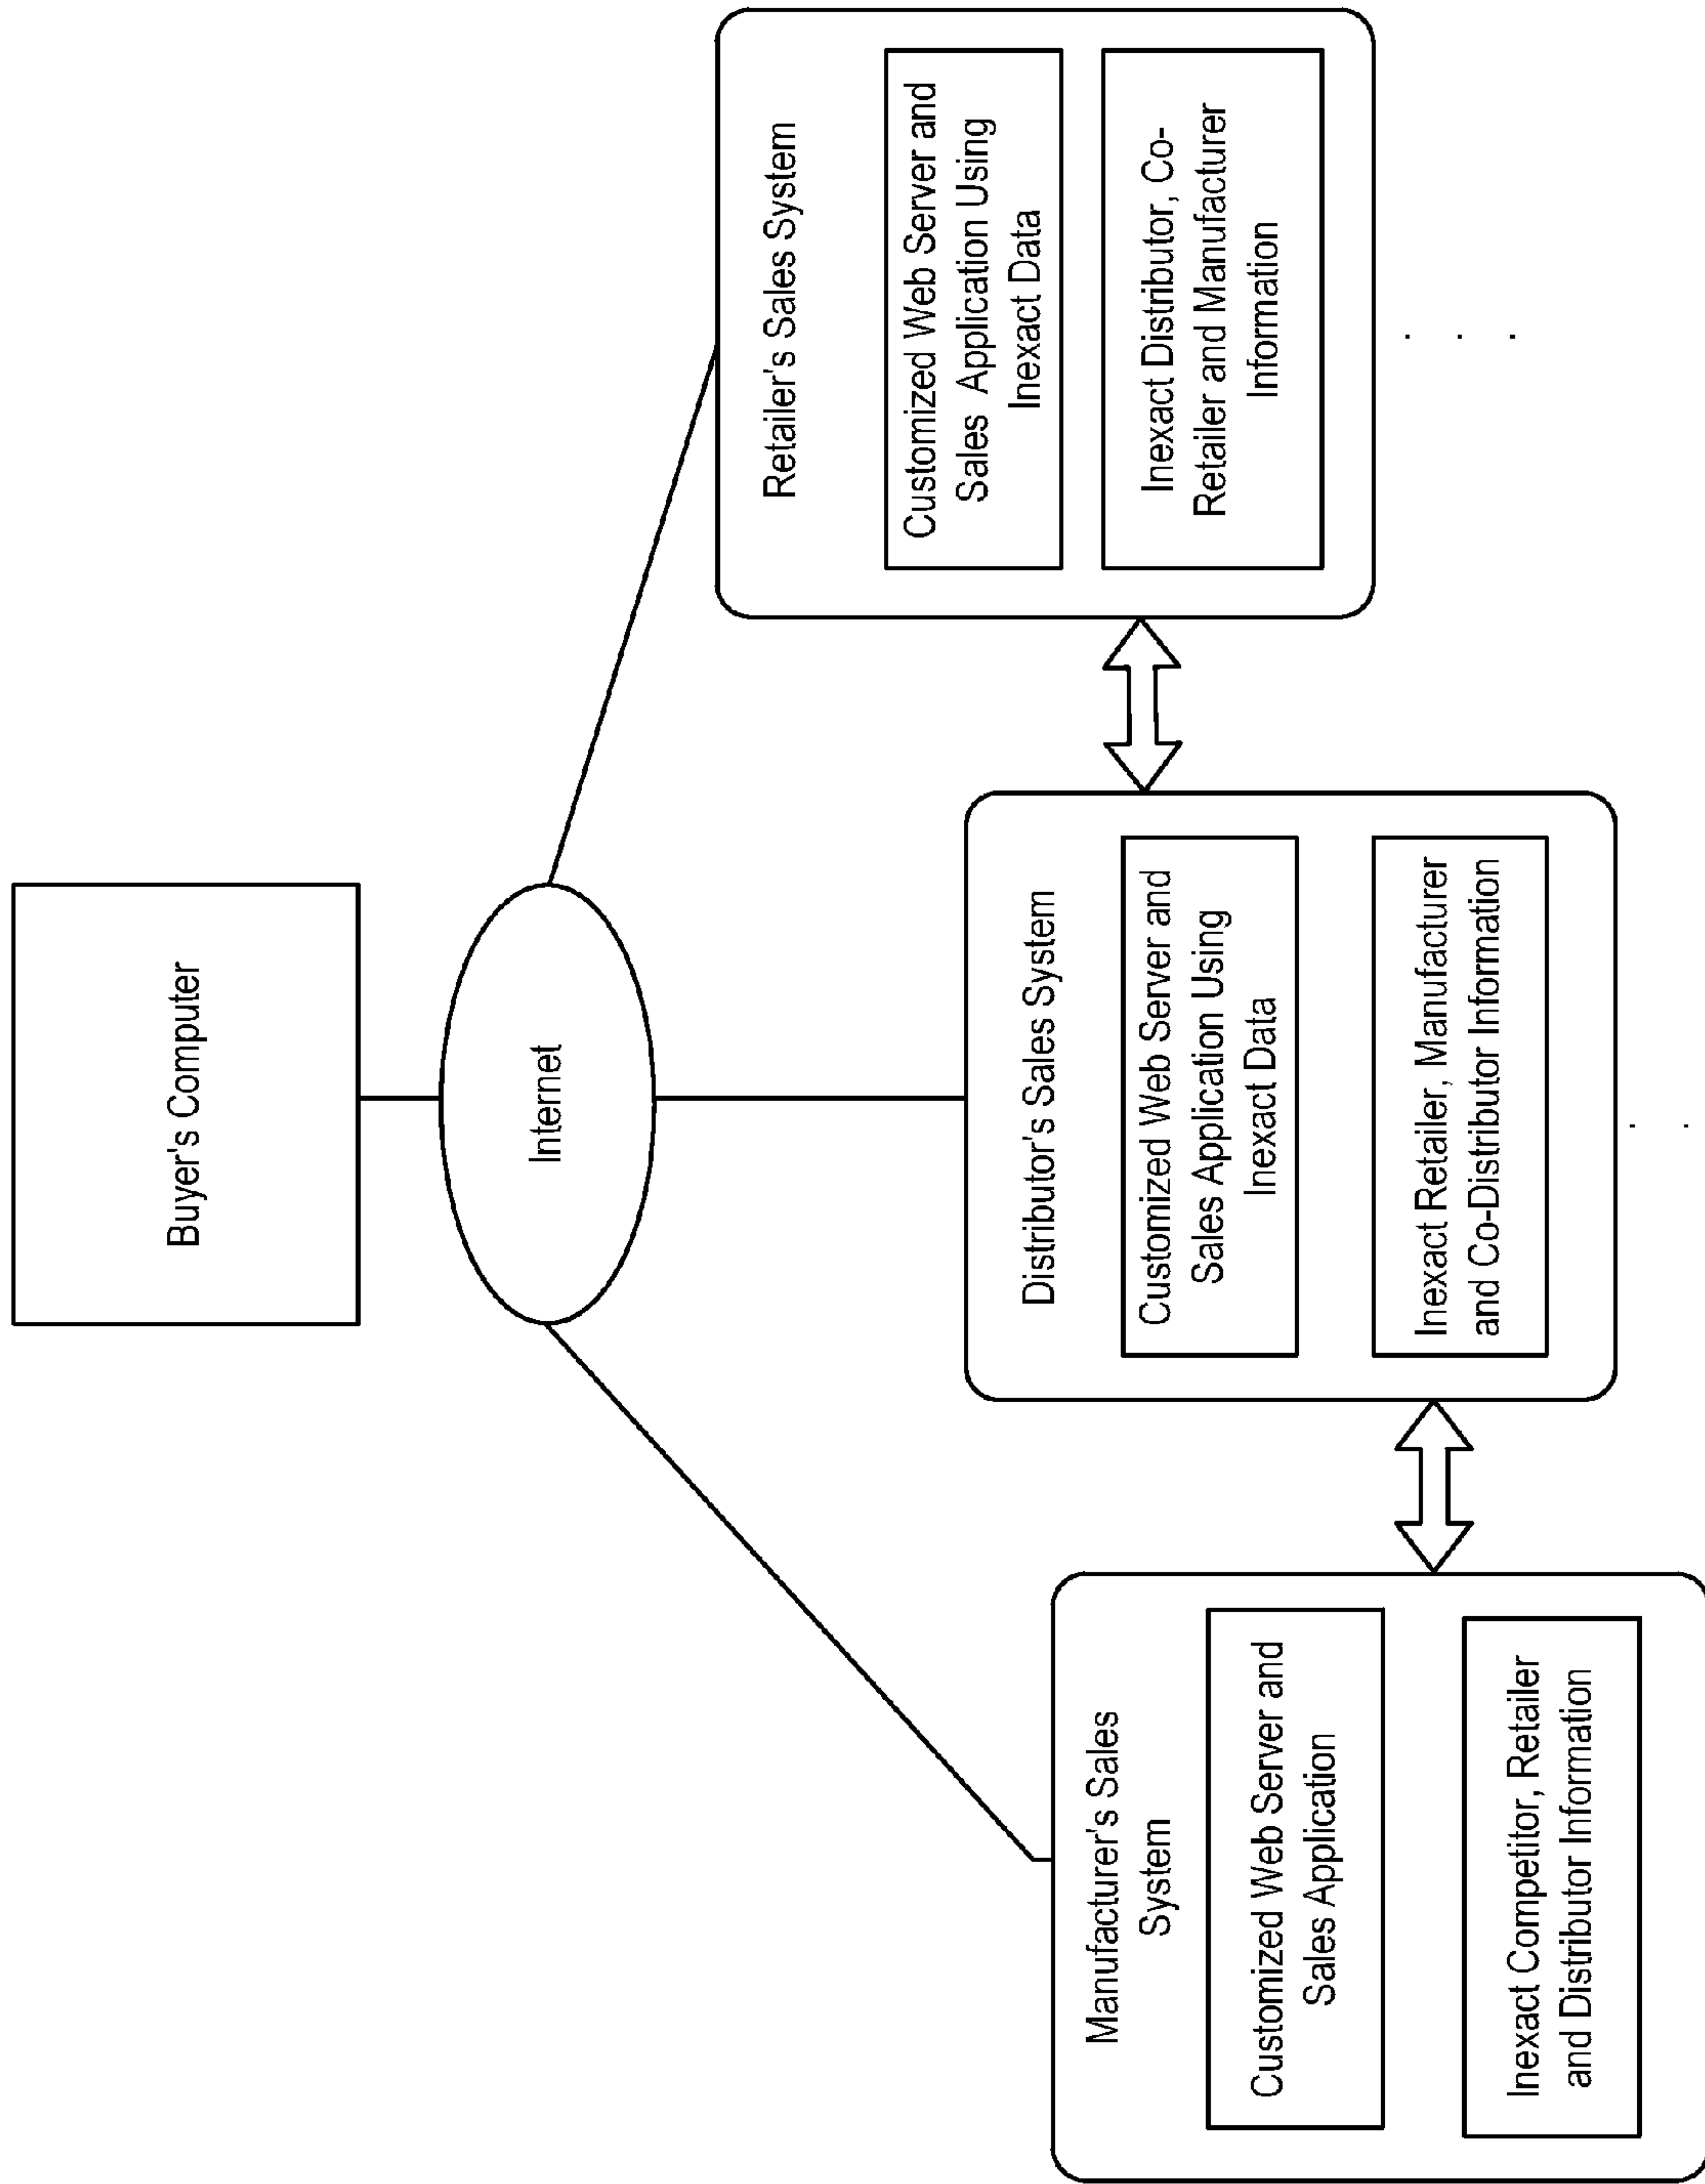 Buyer's Computer
Internet
Manufacturer's Sales
System
Customized Web Server and
Sales Application
Inexact Competitor, Retailer
and Distributor Information
Distributor's Sales System
Customized Web Server and
Sales Application Using
Inexact Data
Inexact Retailer, Manufacturer
and Co-Distributor Information
. .
Retailer's Sales System
Customized Web Server and
Sales Application Using
Inexact Data
Inexact Distributor, Co-
Retailer and Manufacturer
Information
. . .